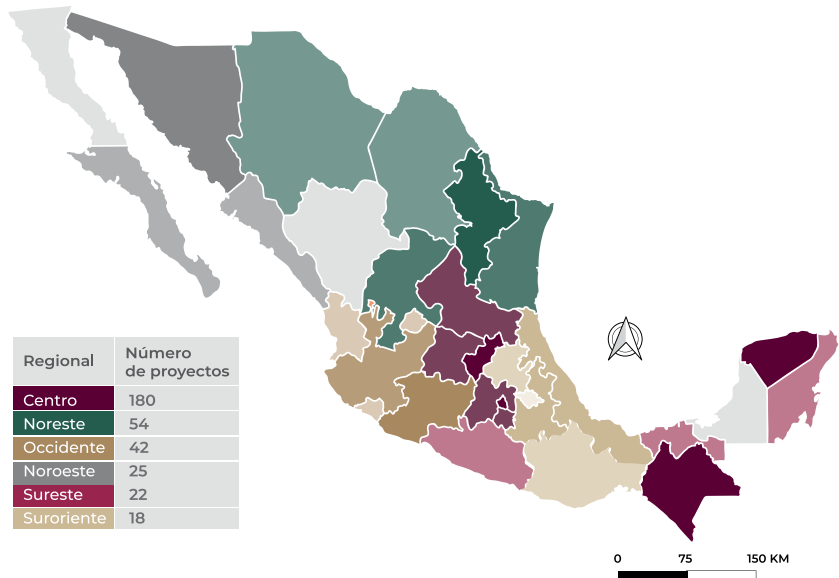 Regional Número de proyectos
Centro 180
Noreste 54
Occidente 42
Noroeste 25
Sureste 22
Suroriente 18
0 75 150 KM